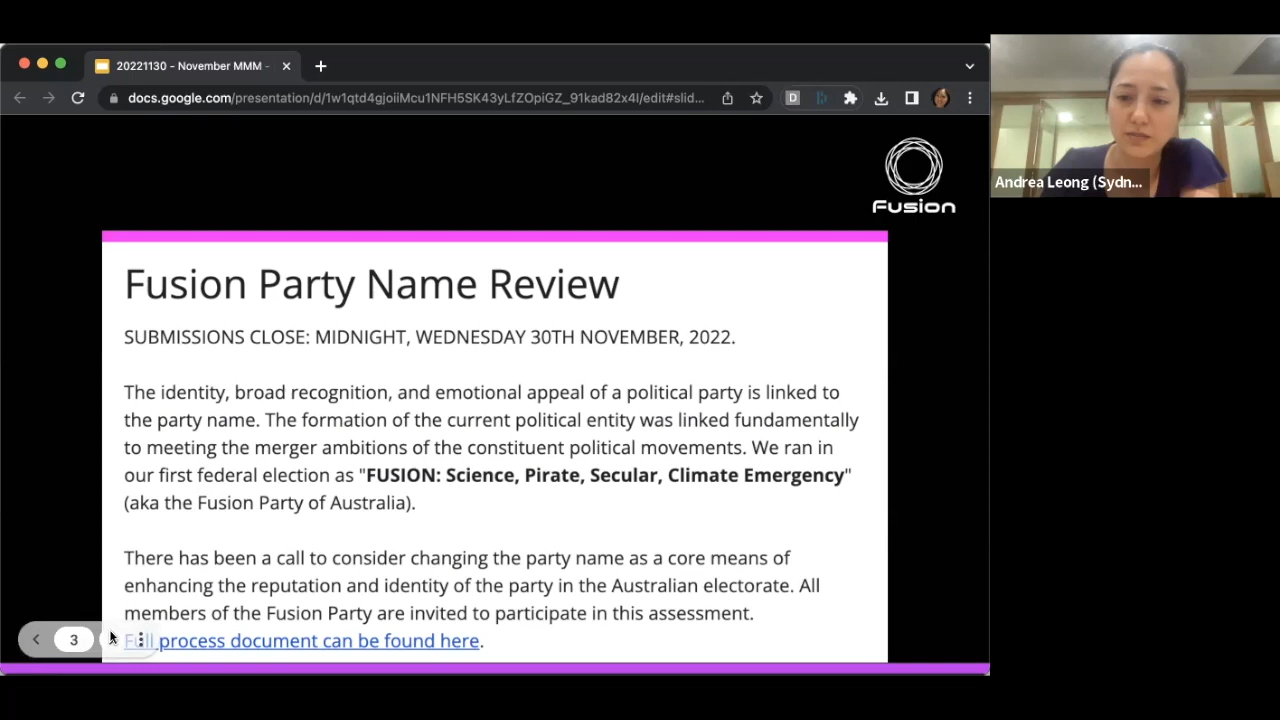 20221130 - November MMM -
docs.google.com/presentation/d/1w1qtd4gjoiiMcu1NFH5SK43yLfZOpiGZ_91kad82x4I/edit#slid...
D
Andrea Leong (Sydn...
Fusion
Fusion Party Name Review
SUBMISSIONS CLOSE: MIDNIGHT, WEDNESDAY 30TH NOVEMBER, 2022.
The identity, broad recognition, and emotional appeal of a political party is linked to
the party name. The formation of the current political entity was linked fundamentally
to meeting the merger ambitions of the constituent political movements. We ran in
our first federal election as "FUSION: Science, Pirate, Secular, Climate Emergency"
(aka the Fusion Party of Australia).
There has been a call to consider changing the party name as a core means of
enhancing the reputation and identity of the party in the Australian electorate. All
members of the Fusion Party are invited to participate in this assessment.
Full process document can be found here.
3